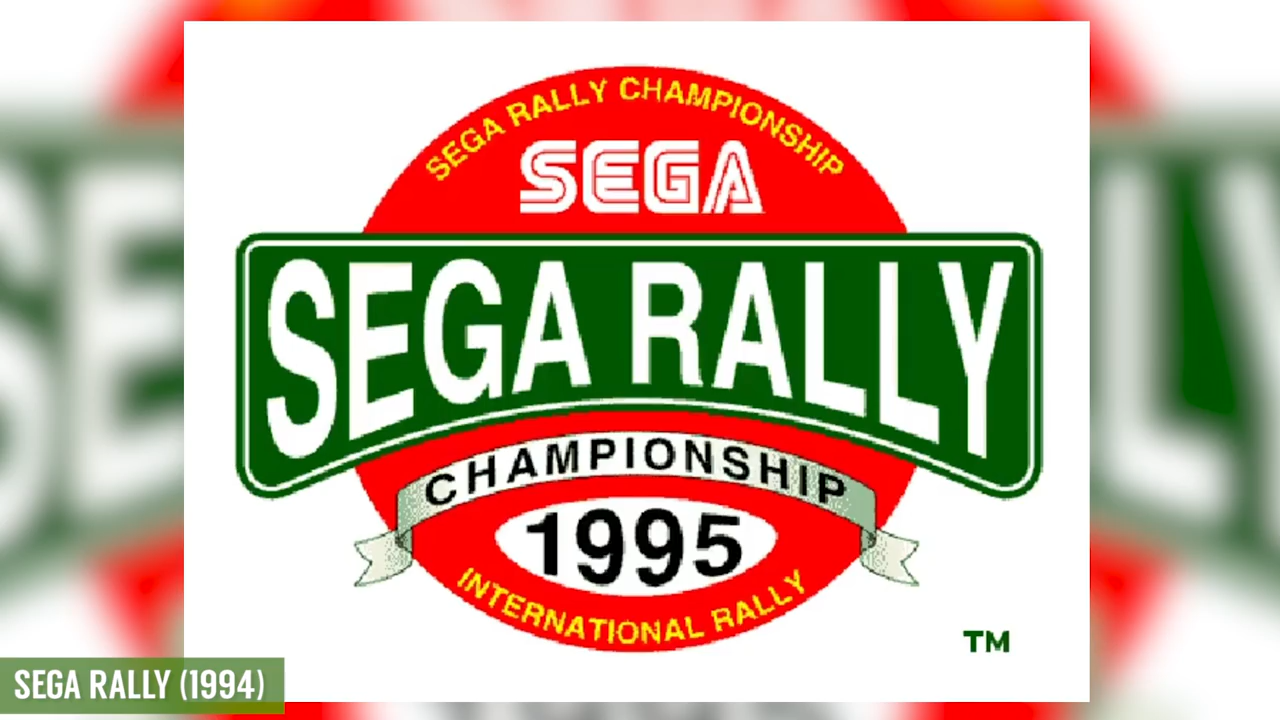 SEGA RALLY CHAMPIONSHIP
SEGA
SEGA RALLY
CHAMPIONSHIP
1995
INTERNATIONAL RALLY
TM
SEGA RALLY (1994)